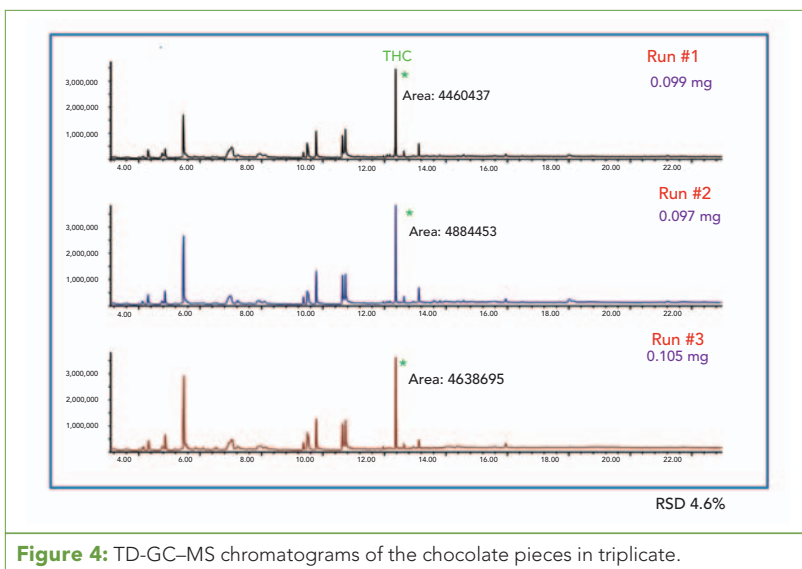 THC
Run #1
0.099 mg
Area: 4460437
3,000,000
2,000,000
1,000,000
4.00 6.00 8.00 10.00 12.00 14.00 16.00 18.00 20.00 22.00
Run #2
0.097 mg
Area: 4884453
3,000,000
2,000,000
1,000,000
4.00 6.00 8.00 10.00 12.00 14.00 16.00 18.00 20.00 22.00
Run #3
0.105 mg
Area: 4638695
3,000,000
2,000,000
1,000,000
4.00 6.00 8.00 10.00 12.00 14.00 16.00 18.00 20.00 22.00
RSD 4.6%
Figure 4: TD-GC–MS chromatograms of the chocolate pieces in triplicate.